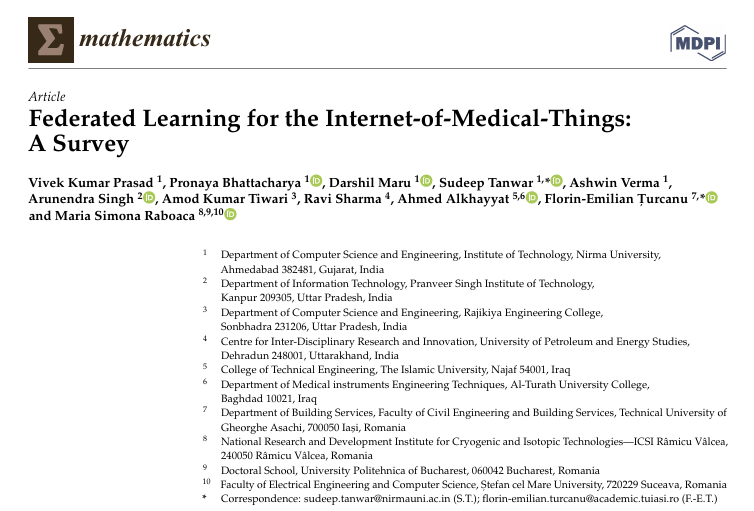 Σ mathematics
MDPI
Article
Federated Learning for the Internet-of-Medical-Things:
A Survey
Vivek Kumar Prasad 1, Pronaya Bhattacharya 1 iD, Darshil Maru 1 iD, Sudeep Tanwar 1,* iD, Ashwin Verma 1,
Arunendra Singh 2 iD, Amod Kumar Tiwari 3, Ravi Sharma 4, Ahmed Alkhayyat 5,6 iD, Florin-Emilian Țurcanu 7,* iD
and Maria Simona Raboaca 8,9,10 iD
1 Department of Computer Science and Engineering, Institute of Technology, Nirma University,
Ahmedabad 382481, Gujarat, India
2 Department of Information Technology, Pranveer Singh Institute of Technology,
Kanpur 209305, Uttar Pradesh, India
3 Department of Computer Science and Engineering, Rajikiya Engineering College,
Sonbhadra 231206, Uttar Pradesh, India
4 Centre for Inter-Disciplinary Research and Innovation, University of Petroleum and Energy Studies,
Dehradun 248001, Uttarakhand, India
5 College of Technical Engineering, The Islamic University, Najaf 54001, Iraq
6 Department of Medical instruments Engineering Techniques, Al-Turath University College,
Baghdad 10021, Iraq
7 Department of Building Services, Faculty of Civil Engineering and Building Services, Technical University of
Gheorghe Asachi, 700050 Iași, Romania
8 National Research and Development Institute for Cryogenic and Isotopic Technologies—ICSI Râmicu Vâlcea,
240050 Râmicu Vâlcea, Romania
9 Doctoral School, University Politehnica of Bucharest, 060042 Bucharest, Romania
10 Faculty of Electrical Engineering and Computer Science, Ștefan cel Mare University, 720229 Suceava, Romania
* Correspondence: sudeep.tanwar@nirmauni.ac.in (S.T.); florin-emilian.turcanu@academic.tuiasi.ro (F.-E.T.)